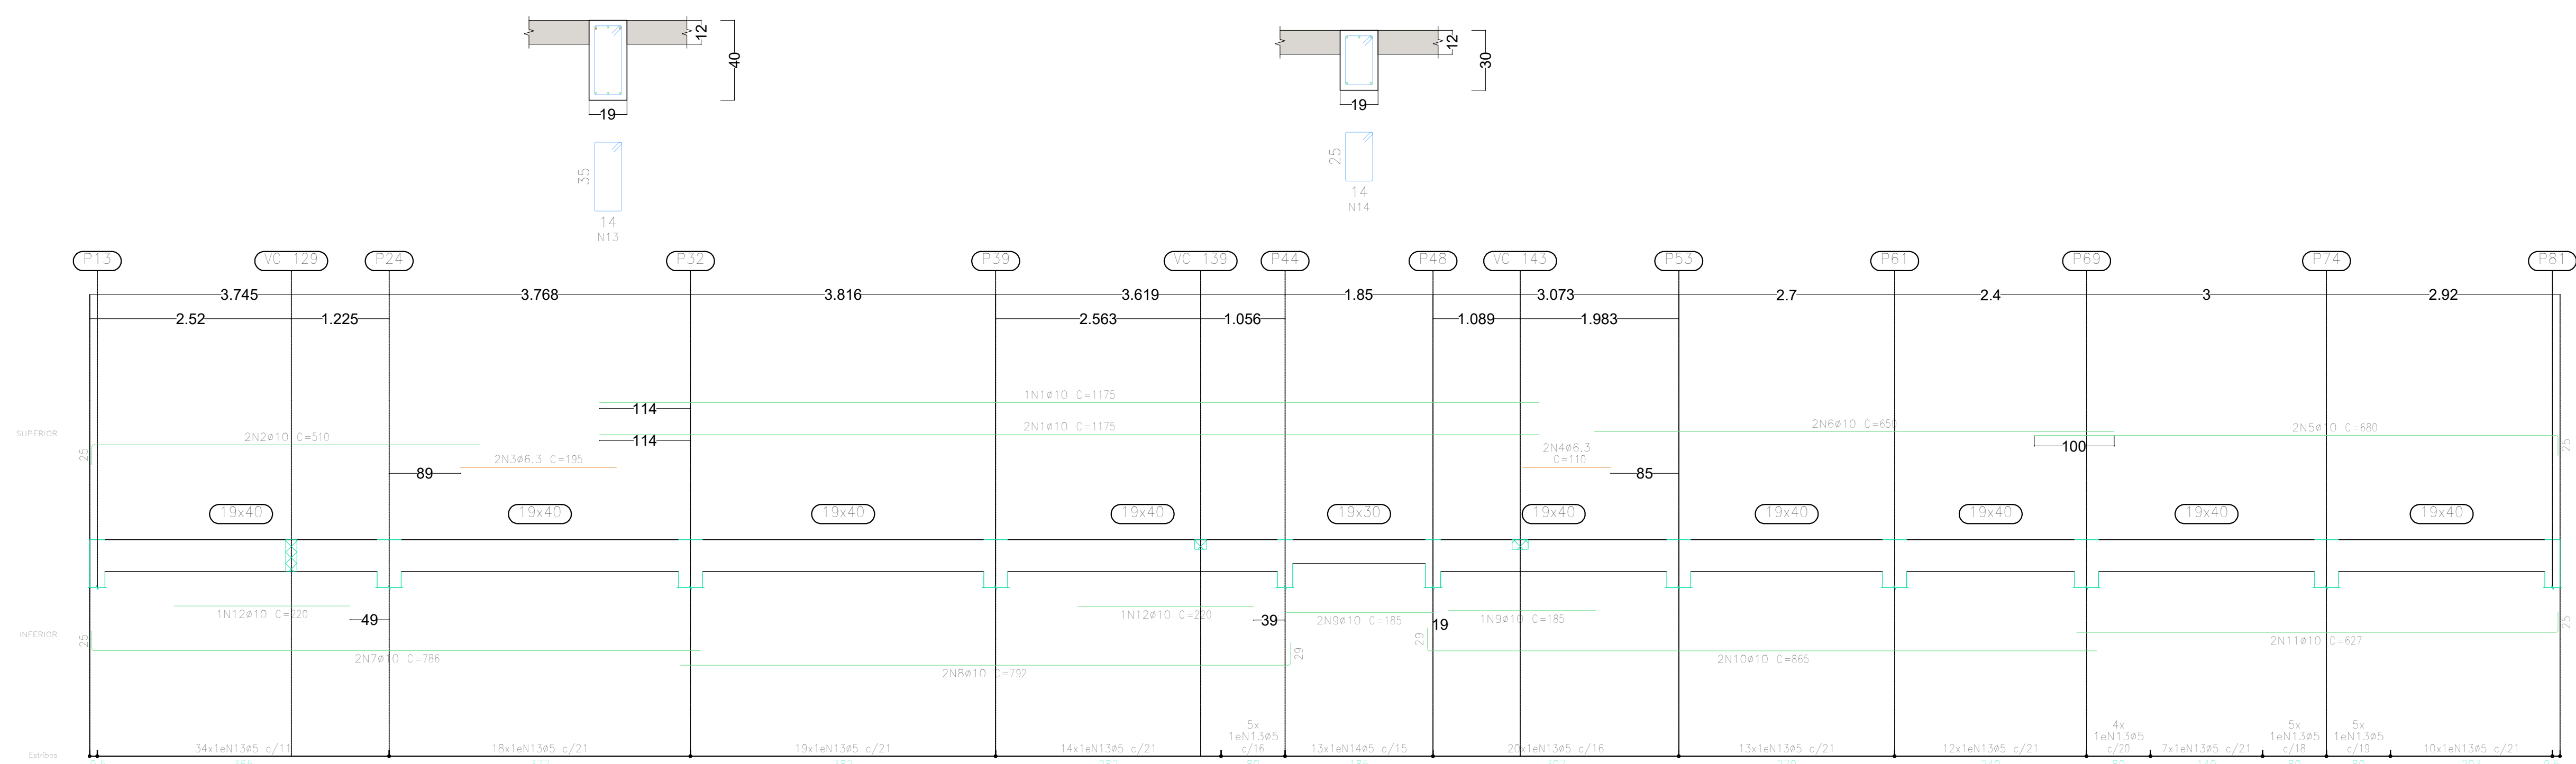 12
40
19
35
14
N13
12
30
19
25
14
N14
P13 VC 129 P24 P32 P39 VC 139 P44 P48 VC 143 P53 P61 P69 P74 P81
3.745 3.768 3.816 3.619 1.85 3.073 2.7 2.4 3 2.92
2.52 1.225 2.563 1.056 1.089 1.983
1N1ø10 C=1175
114
SUPERIOR
25
2N2ø10 C=510
2N1ø10 C=1175
114
2N3ø6.3 C=195
89
2N4ø6.3
C=110
85
2N6ø10 C=650
2N5ø10 C=680
100
25
19x40 19x40 19x40 19x40 19x30 19x40 19x40 19x40 19x40 19x40
INFERIOR
1N12ø10 C=220
49
25
2N7ø10 C=786
1N12ø10 C=220
39
2N9ø10 C=185
19
1N9ø10 C=185
29
2N8ø10 C=792
29
2N10ø10 C=865
2N11ø10 C=627
25
Estribos
34x1eN13ø5 c/11
18x1eN13ø5 c/21
19x1eN13ø5 c/21
14x1eN13ø5 c/21
5x
1eN13ø5
c/16
13x1eN14ø5 c/15
20x1eN13ø5 c/16
13x1eN13ø5 c/21
12x1eN13ø5 c/21
4x
1eN13ø5
c/20
7x1eN13ø5 c/21
5x
1eN13ø5
c/18
5x
1eN13ø5
c/19
10x1eN13ø5 c/21